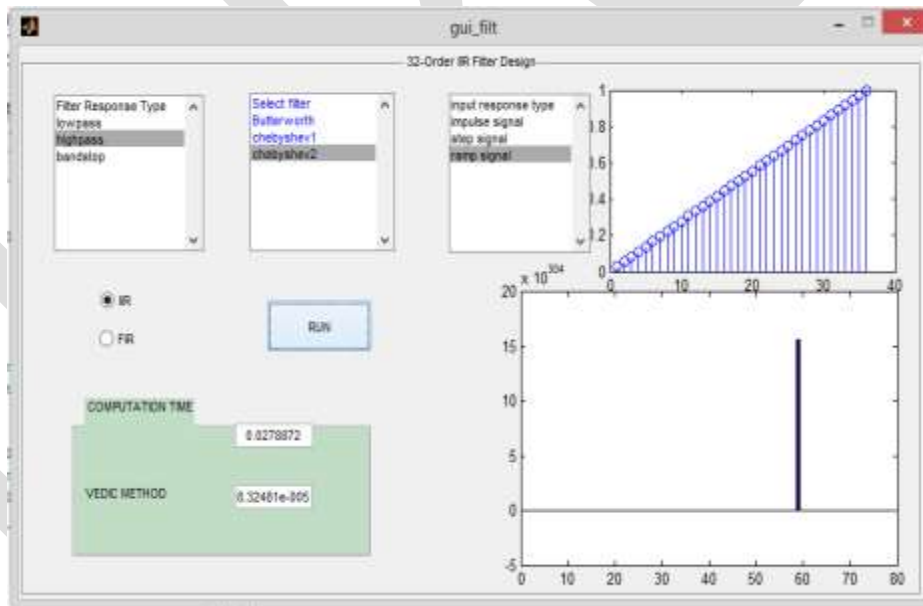 gui_filt
32-Order IIR Filter Design
Filter Response Type
lowpass
highpass
bandstop
Select filter
Butterworth
chebyshev1
chebyshev2
input response type
impulse signal
step signal
ramp signal
1
0.8
0.6
0.4
0.2
0
0 10 20 30 40
IIR
FIR
RUN
COMPUTATION TIME
0.0278872
VEDIC METHOD
8.32481e-005
x 10^304
20
15
10
5
0
-5
0 10 20 30 40 50 60 70 80